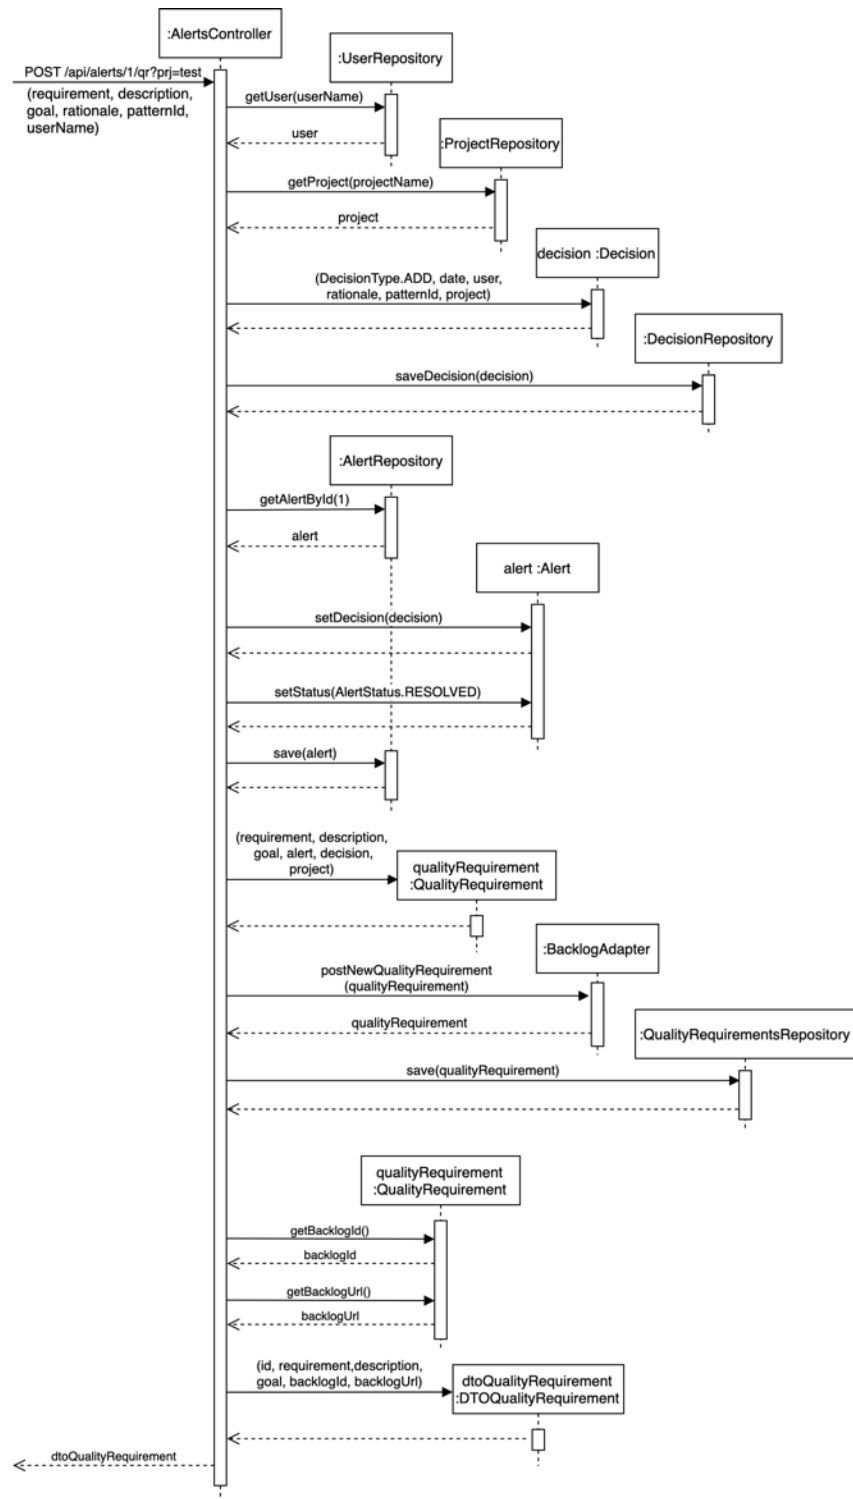 :AlertsController
:UserRepository
POST /api/alerts/1/qr?prj=test
(requirement, description,
goal, rationale, patternId,
userName)
getUser(userName)
user
:ProjectRepository
getProject(projectName)
project
decision :Decision
(DecisionType.ADD, date, user,
rationale, patternId, project)
:DecisionRepository
saveDecision(decision)
:AlertRepository
getAlertById(1)
alert
alert :Alert
setDecision(decision)
setStatus(AlertStatus.RESOLVED)
save(alert)
(requirement, description,
goal, alert, decision,
project)
qualityRequirement
:QualityRequirement
:BacklogAdapter
postNewQualityRequirement
(qualityRequirement)
qualityRequirement
:QualityRequirementsRepository
save(qualityRequirement)
qualityRequirement
:QualityRequirement
getBacklogId()
backlogId
getBacklogUrl()
backlogUrl
(id, requirement,description,
goal, backlogId, backlogUrl)
dtoQualityRequirement
:DTOQualityRequirement
dtoQualityRequirement